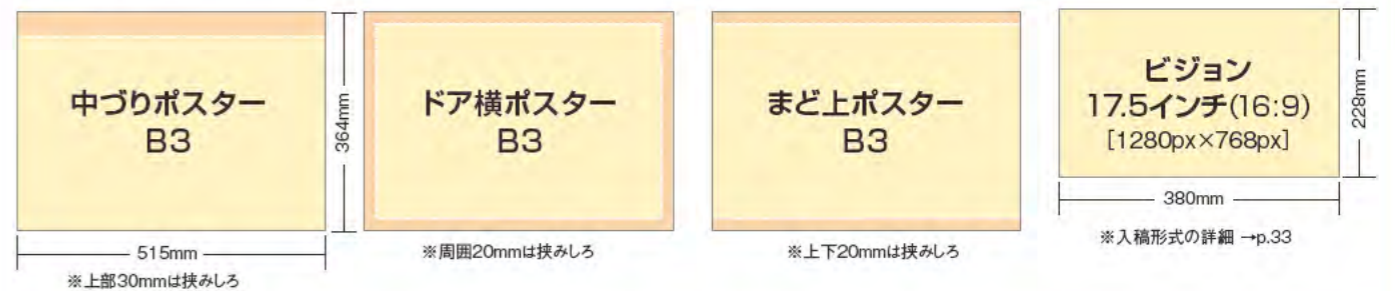 中づりポスター
B3
364mm
515mm
※上部30mmは挟みしろ
ドア横ポスター
B3
※周囲20mmは挟みしろ
まど上ポスター
B3
※上下20mmは挟みしろ
ビジョン
17.5インチ(16:9)
[1280px×768px]
228mm
380mm
※入稿形式の詳細 →p.33